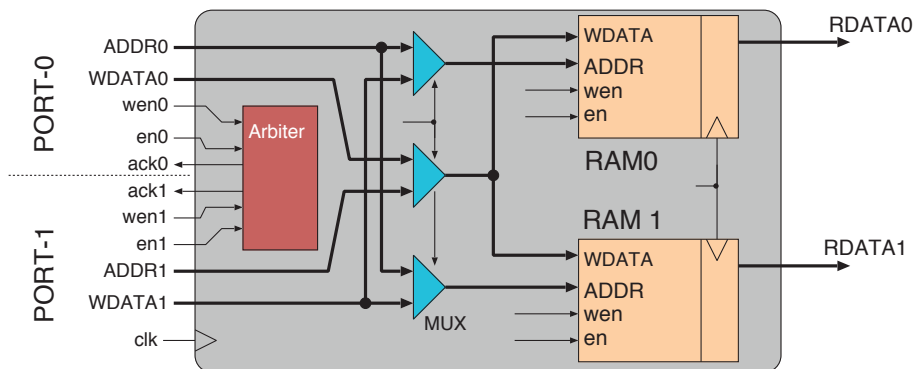 PORT-0
ADDR0
WDATA0
wen0
en0
ack0
PORT-1
ack1
wen1
en1
ADDR1
WDATA1
clk
Arbiter
MUX
WDATA
ADDR
wen
en
RAM0
RAM 1
WDATA
ADDR
wen
en
RDATA0
RDATA1